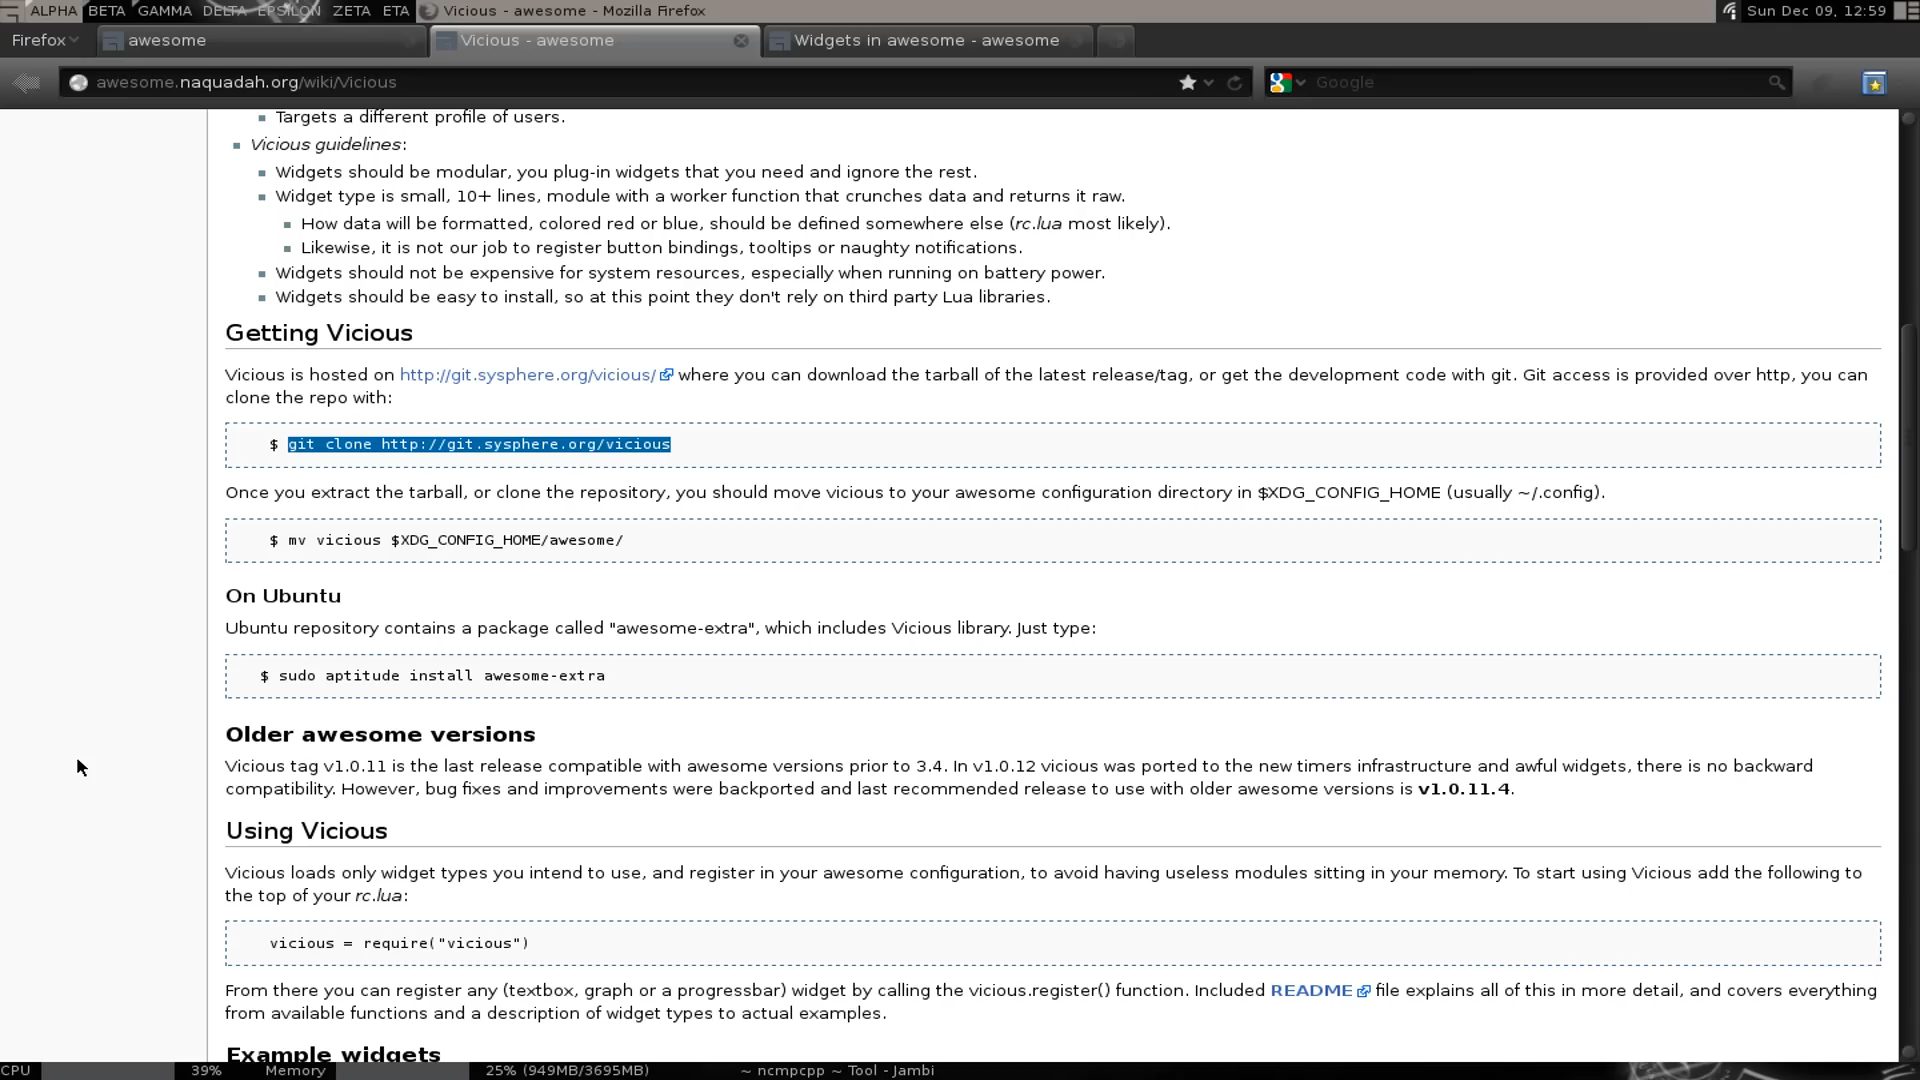 ALPHA BETA GAMMA DELTA EPSILON ZETA ETA Vicious - awesome - Mozilla Firefox Sun Dec 09, 12:59
Firefox awesome Vicious - awesome Widgets in awesome - awesome
awesome.naquadah.org/wiki/Vicious Google
Targets a different profile of users.
Vicious guidelines:
Widgets should be modular, you plug-in widgets that you need and ignore the rest.
Widget type is small, 10+ lines, module with a worker function that crunches data and returns it raw.
How data will be formatted, colored red or blue, should be defined somewhere else (rc.lua most likely).
Likewise, it is not our job to register button bindings, tooltips or naughty notifications.
Widgets should not be expensive for system resources, especially when running on battery power.
Widgets should be easy to install, so at this point they don't rely on third party Lua libraries.
Getting Vicious
Vicious is hosted on http://git.sysphere.org/vicious/ where you can download the tarball of the latest release/tag, or get the development code with git. Git access is provided over http, you can
clone the repo with:
$ git clone http://git.sysphere.org/vicious
Once you extract the tarball, or clone the repository, you should move vicious to your awesome configuration directory in $XDG_CONFIG_HOME (usually ~/.config).
$ mv vicious $XDG_CONFIG_HOME/awesome/
On Ubuntu
Ubuntu repository contains a package called "awesome-extra", which includes Vicious library. Just type:
$ sudo aptitude install awesome-extra
Older awesome versions
Vicious tag v1.0.11 is the last release compatible with awesome versions prior to 3.4. In v1.0.12 vicious was ported to the new timers infrastructure and awful widgets, there is no backward
compatibility. However, bug fixes and improvements were backported and last recommended release to use with older awesome versions is v1.0.11.4.
Using Vicious
Vicious loads only widget types you intend to use, and register in your awesome configuration, to avoid having useless modules sitting in your memory. To start using Vicious add the following to
the top of your rc.lua:
vicious = require("vicious")
From there you can register any (textbox, graph or a progressbar) widget by calling the vicious.register() function. Included README file explains all of this in more detail, and covers everything
from available functions and a description of widget types to actual examples.
Example widgets
CPU 39% Memory 25% (949MB/3695MB) ~ ncmpcpp ~ Tool - Jambi